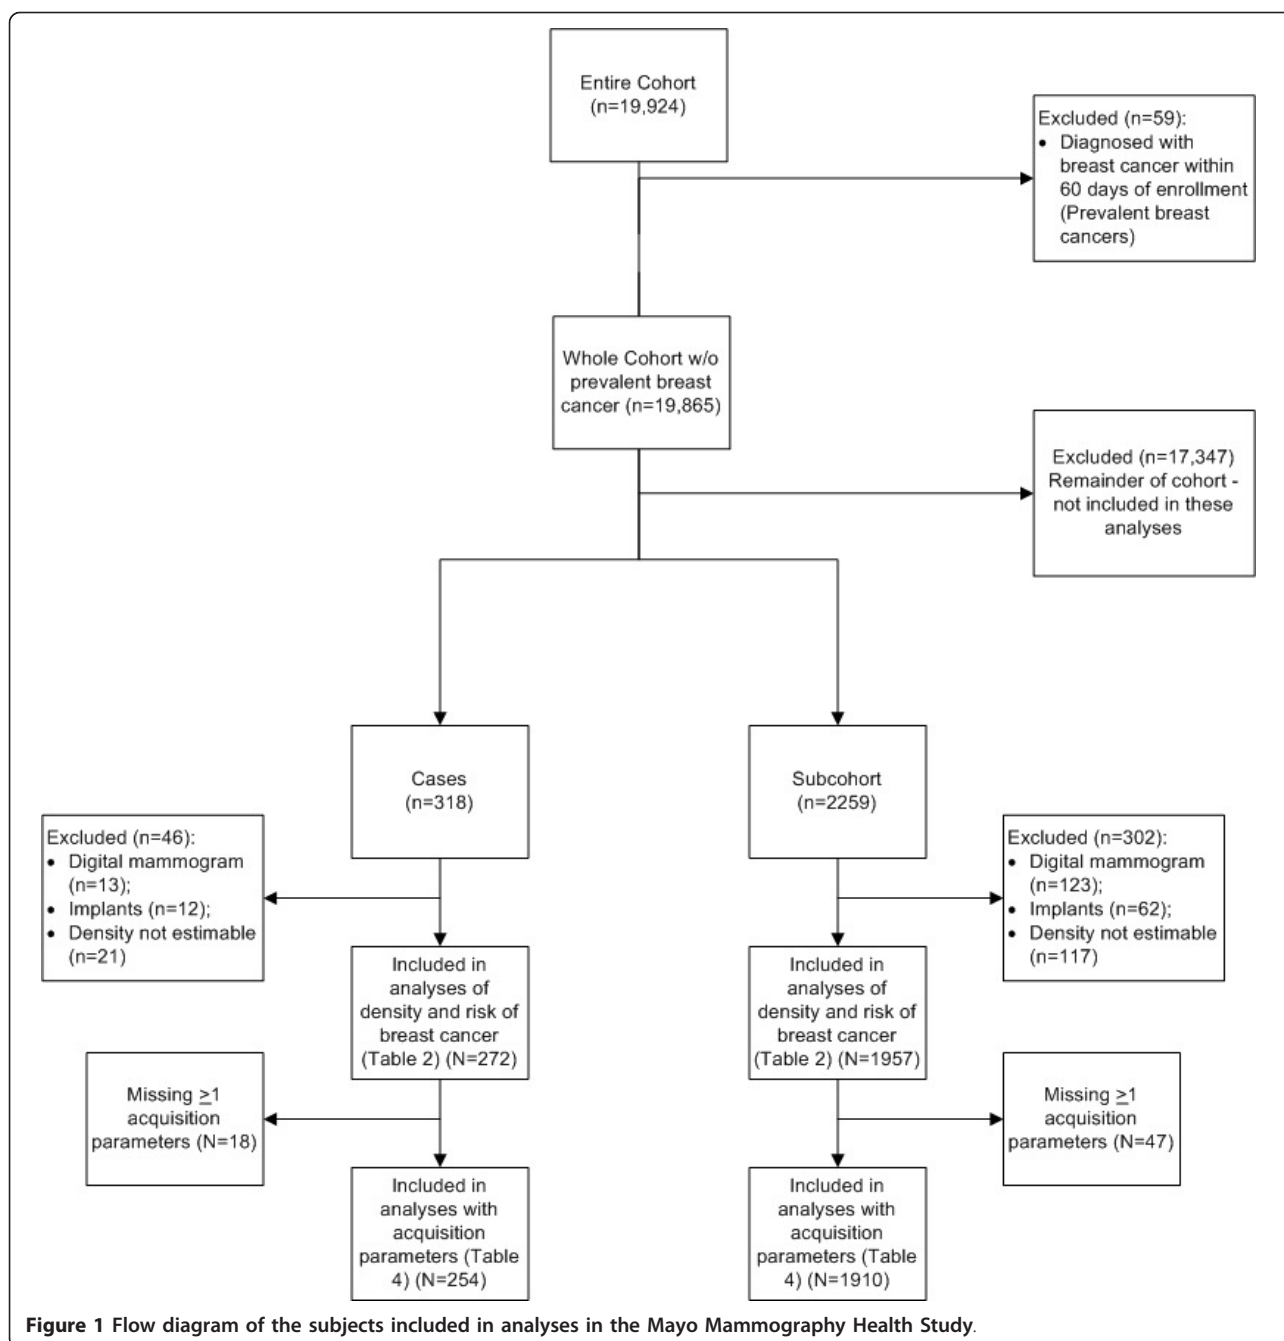 Entire Cohort
(n=19,924)
Excluded (n=59):
• Diagnosed with
breast cancer within
60 days of enrollment
(Prevalent breast
cancers)
Whole Cohort w/o
prevalent breast
cancer (n=19,865)
Excluded (n=17,347)
Remainder of cohort -
not included in these
analyses
Cases
(n=318)
Subcohort
(n=2259)
Excluded (n=46):
• Digital mammogram
(n=13);
• Implants (n=12);
• Density not estimable
(n=21)
Excluded (n=302):
• Digital mammogram
(n=123);
• Implants (n=62);
• Density not estimable
(n=117)
Included in
analyses of
density and risk of
breast cancer
(Table 2) (N=272)
Included in
analyses of
density and risk of
breast cancer
(Table 2) (N=1957)
Missing ≥1
acquisition
parameters (N=18)
Missing ≥1
acquisition
parameters (N=47)
Included in
analyses with
acquisition
parameters (Table
4) (N=254)
Included in
analyses with
acquisition
parameters (Table
4) (N=1910)
Figure 1 Flow diagram of the subjects included in analyses in the Mayo Mammography Health Study.